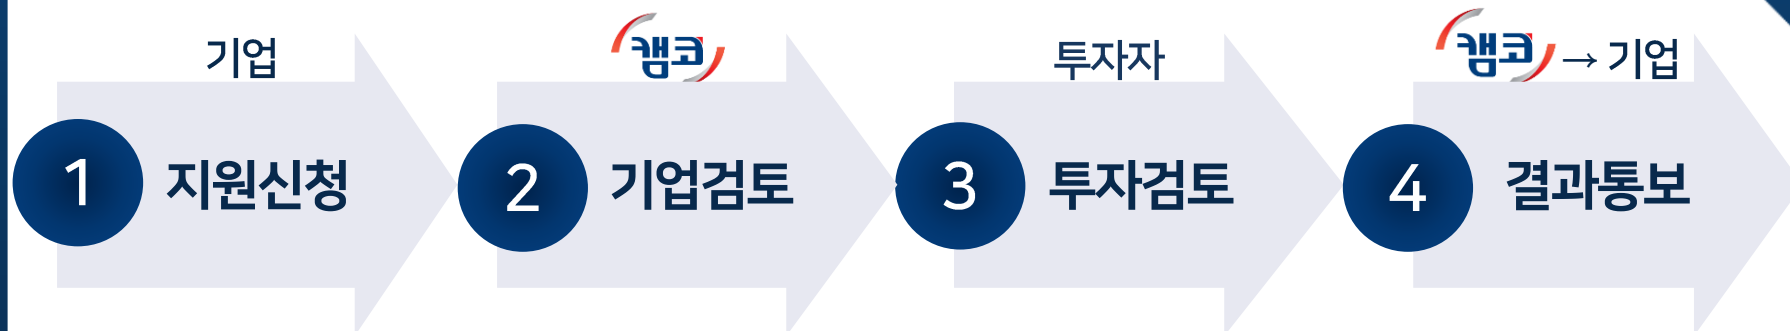 기업
1 지원신청
캠코
2 기업검토
투자자
3 투자검토
캠코 → 기업
4 결과통보